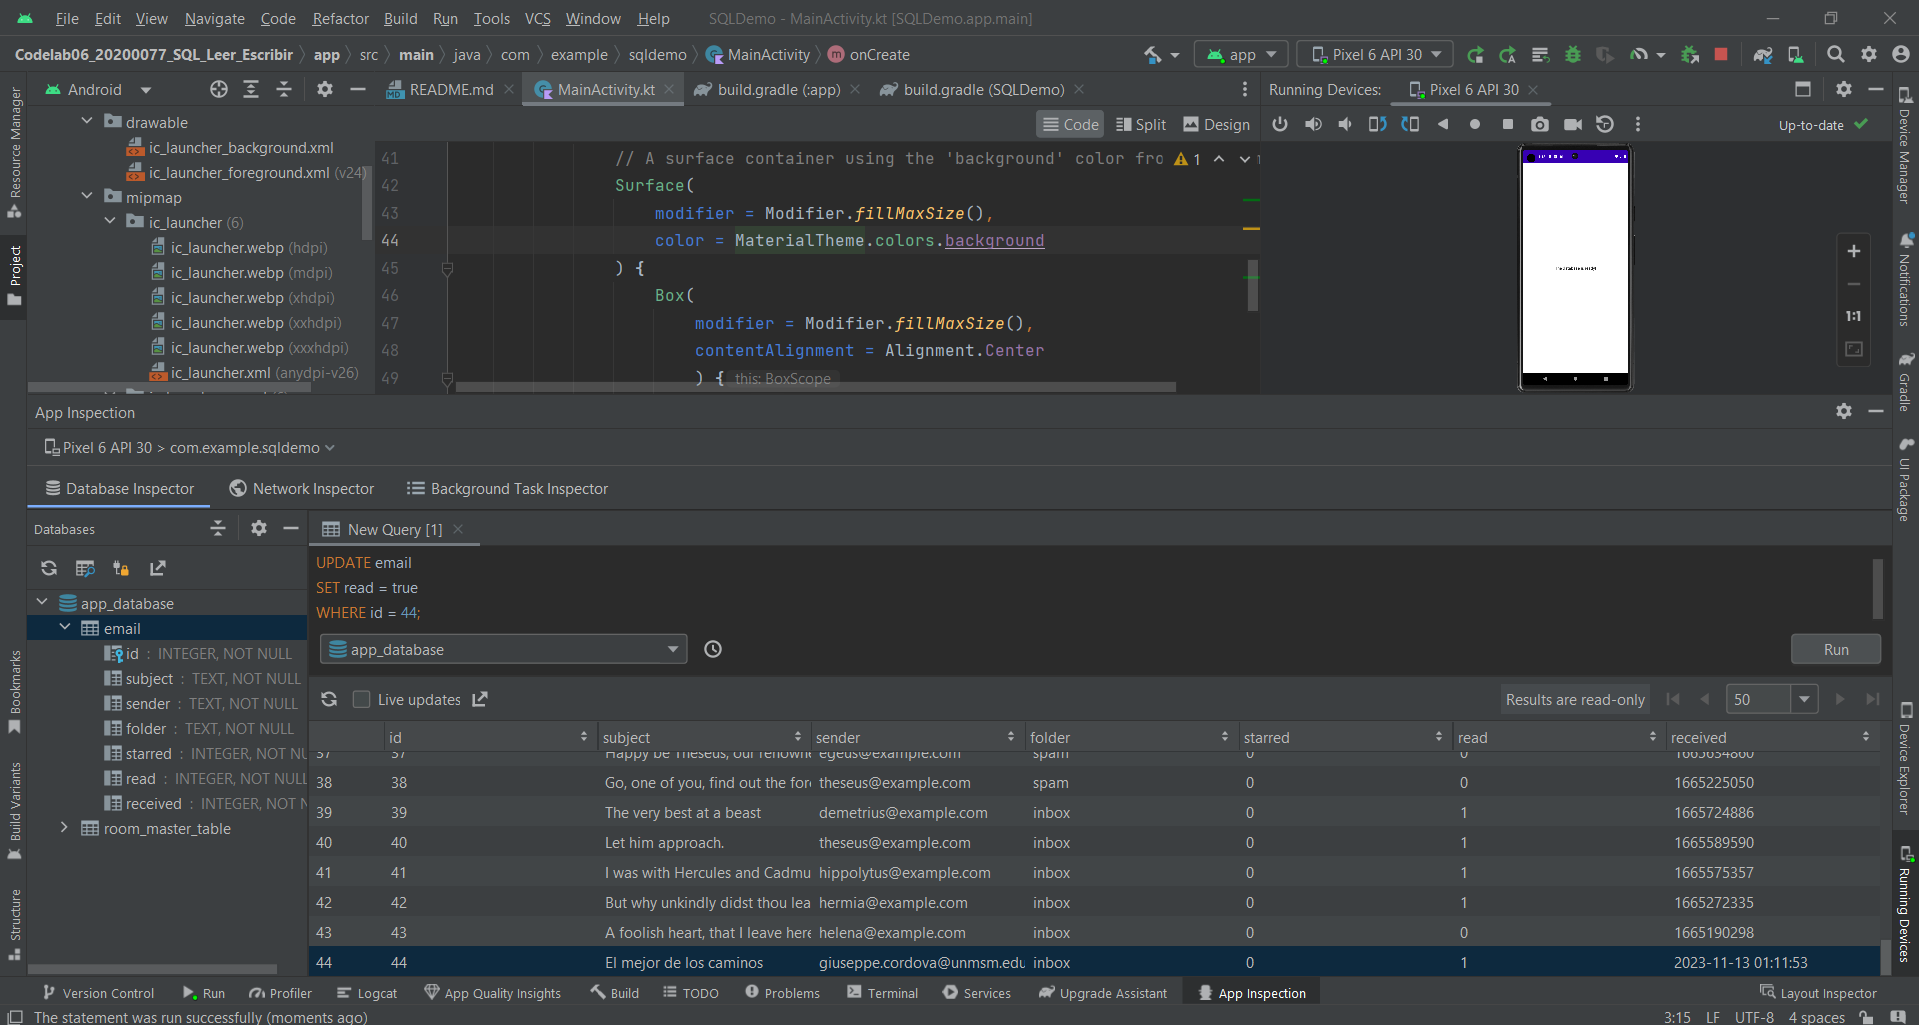 File Edit View Navigate Code Refactor Build Run Tools VCS Window Help SQLDemo - MainActivity.kt [SQLDemo.app.main]
Codelab06_20200077_SQL_Leer_Escribir app src main java com example sqldemo MainActivity onCreate app Pixel 6 API 30
Android README.md MainActivity.kt build.gradle (:app) build.gradle (SQLDemo) Running Devices: Pixel 6 API 30
Code Split Design Up-to-date
drawable
ic_launcher_background.xml
ic_launcher_foreground.xml (v24)
mipmap
ic_launcher (6)
ic_launcher.webp (hdpi)
ic_launcher.webp (mdpi)
ic_launcher.webp (xhdpi)
ic_launcher.webp (xxhdpi)
ic_launcher.webp (xxxhdpi)
ic_launcher.xml (anydpi-v26)
41 // A surface container using the 'background' color fro 1
42 Surface(
43 modifier = Modifier.fillMaxSize(),
44 color = MaterialTheme.colors.background
45 ) {
46 Box(
47 modifier = Modifier.fillMaxSize(),
48 contentAlignment = Alignment.Center
49 ) { this: BoxScope
1:1
Resource Manager
Project
Bookmarks
Build Variants
Structure
Device Manager
Notifications
Gradle
UI Package
Device Explorer
Running Devices
App Inspection
Pixel 6 API 30 > com.example.sqldemo
Database Inspector Network Inspector Background Task Inspector
Databases
app_database
email
id : INTEGER, NOT NULL
subject : TEXT, NOT NULL
sender : TEXT, NOT NULL
folder : TEXT, NOT NULL
starred : INTEGER, NOT NU
read : INTEGER, NOT NULL
received : INTEGER, NOT N
room_master_table
New Query [1]
UPDATE email
SET read = true
WHERE id = 44;
app_database Run
Live updates Results are read-only 50
id subject sender folder starred read received
37 37 Happy be Theseus, our renowne egeus@example.com spam 0 0 1665034860
38 38 Go, one of you, find out the for theseus@example.com spam 0 0 1665225050
39 39 The very best at a beast demetrius@example.com inbox 0 1 1665724886
40 40 Let him approach. theseus@example.com inbox 0 1 1665589590
41 41 I was with Hercules and Cadmu hippolytus@example.com inbox 0 1 1665575357
42 42 But why unkindly didst thou lea hermia@example.com inbox 0 1 1665272335
43 43 A foolish heart, that I leave here helena@example.com inbox 0 0 1665190298
44 44 El mejor de los caminos giuseppe.cordova@unmsm.edu inbox 0 1 2023-11-13 01:11:53
Version Control Run Profiler Logcat App Quality Insights Build TODO Problems Terminal Services Upgrade Assistant App Inspection Layout Inspector
The statement was run successfully (moments ago) 3:15 LF UTF-8 4 spaces